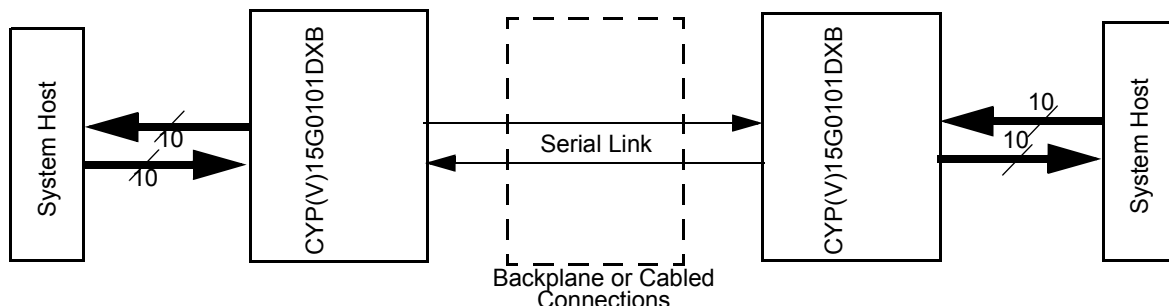 System Host
10
10
CYP(V)15G0101DXB
Serial Link
Backplane or Cabled
Connections
CYP(V)15G0101DXB
10
10
System Host